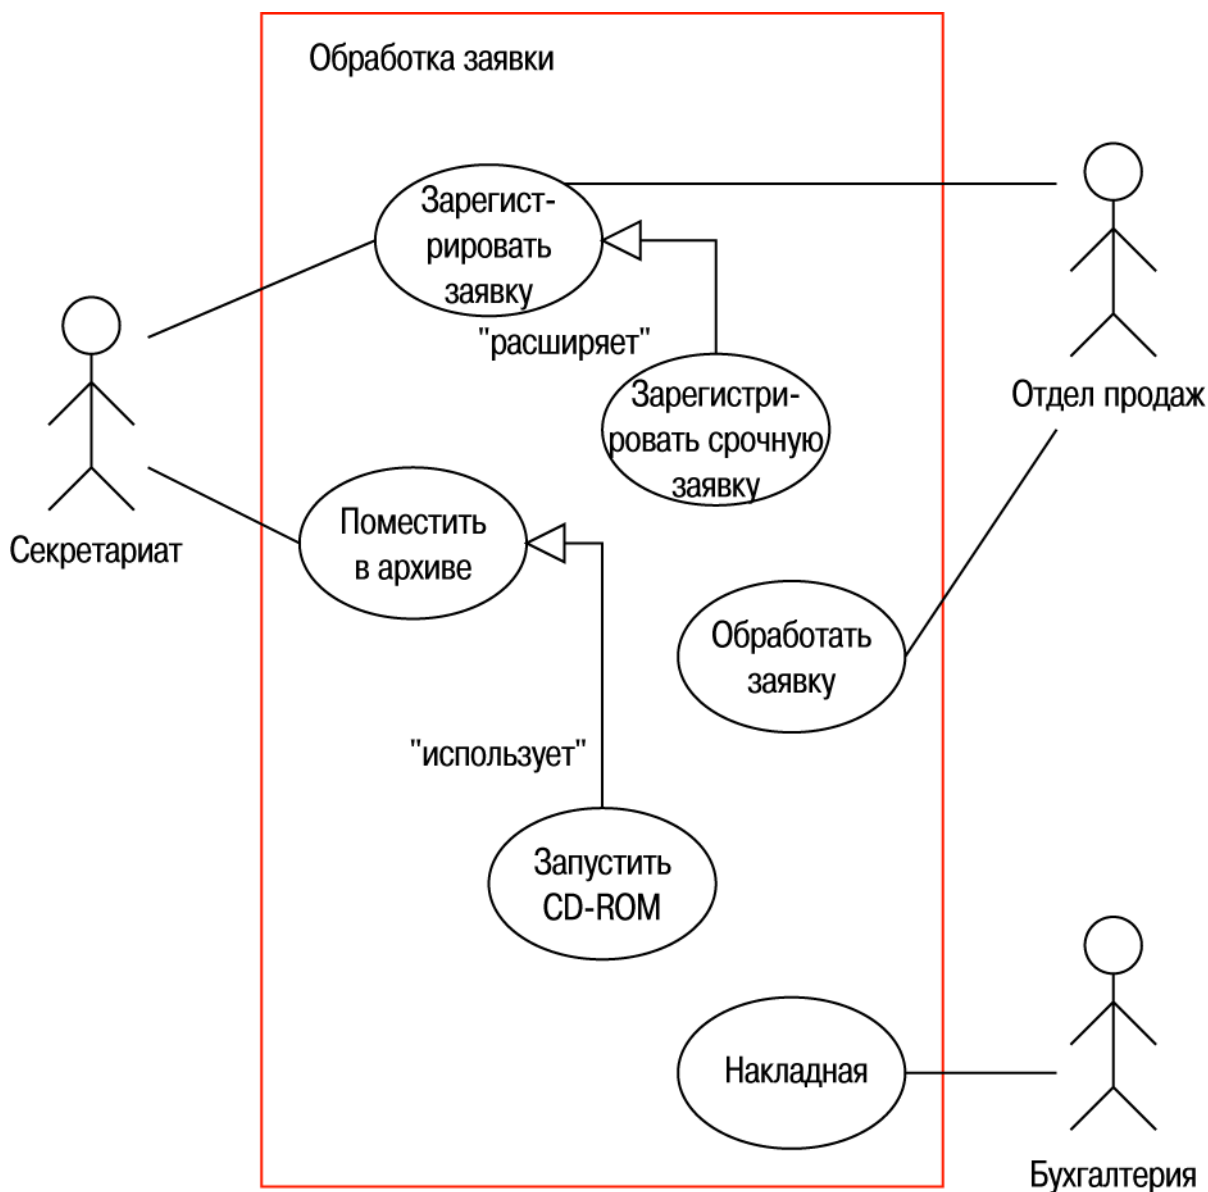 Обработка заявки
Зарегист-
рировать
заявку
"расширяет"
Зарегистри-
ровать срочную
заявку
Отдел продаж
Секретариат
Поместить
в архиве
Обработать
заявку
"использует"
Запустить
CD-ROM
Накладная
Бухгалтерия